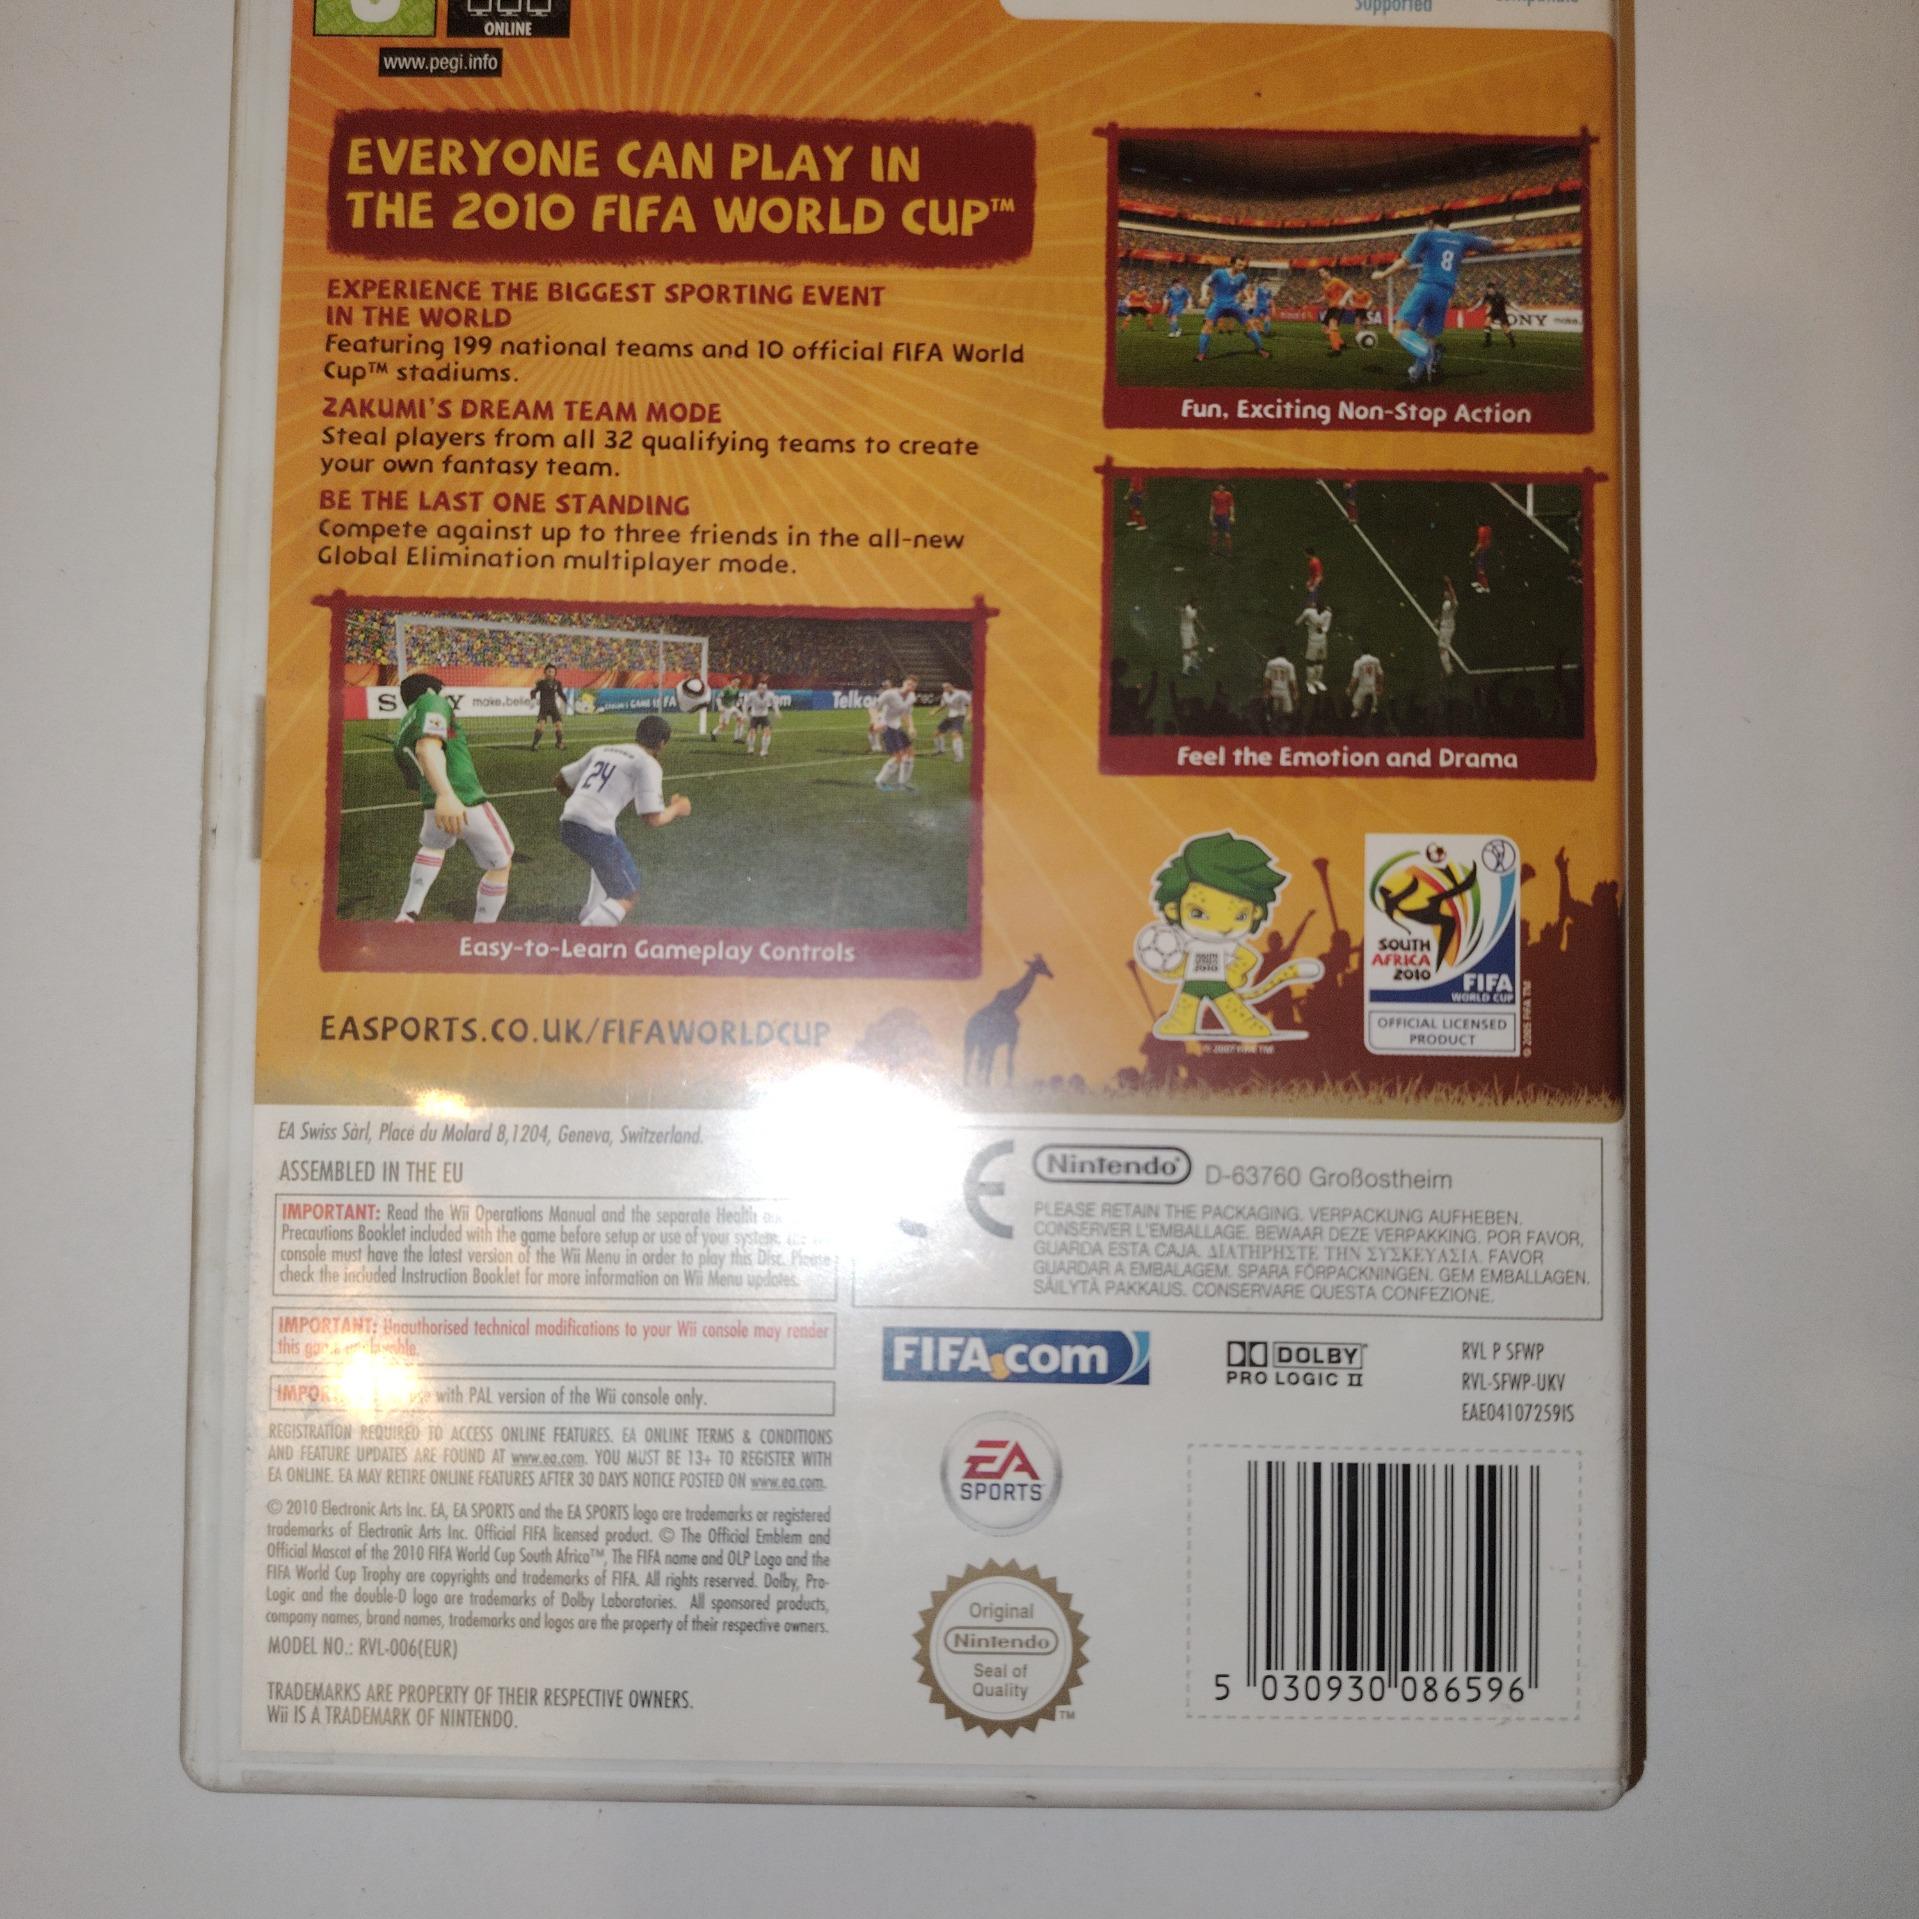 Supported
ONLINE
www.pegi.info
EVERYONE CAN PLAY IN
THE 2010 FIFA WORLD CUP™
EXPERIENCE THE BIGGEST SPORTING EVENT
IN THE WORLD
Featuring 199 national teams and 10 official FIFA World
Cup™ stadiums.
ZAKUMI'S DREAM TEAM MODE
Steal players from all 32 qualifying teams to create
your own fantasy team.
BE THE LAST ONE STANDING
Compete against up to three friends in the all-new
Global Elimination multiplayer mode.
8
Fun, Exciting Non-Stop Action
Feel the Emotion and Drama
make.believe
Telko
24
Easy-to-Learn Gameplay Controls
EASPORTS.CO.UK/FIFAWORLDCUP
SOUTH
AFRICA
2010
FIFA
WORLD CUP
OFFICIAL LICENSED
PRODUCT
© 2005 FIFA TM
EA Swiss Sàrl, Place du Molard 8,1204, Geneva, Switzerland.
ASSEMBLED IN THE EU
IMPORTANT: Read the Wii Operations Manual and the separate Health
Precautions Booklet included with the game before setup or use of your system.
console must have the latest version of the Wii Menu in order to play this Disc. Please
check the included Instruction Booklet for more information on Wii Menu updates.
IMPORTANT: Unauthorised technical modifications to your Wii console may render
this game unplayable.
with PAL version of the Wii console only.
REGISTRATION REQUIRED TO ACCESS ONLINE FEATURES. EA ONLINE TERMS & CONDITIONS
AND FEATURE UPDATES ARE FOUND AT www.ea.com. YOU MUST BE 13+ TO REGISTER WITH
EA ONLINE. EA MAY RETIRE ONLINE FEATURES AFTER 30 DAYS NOTICE POSTED ON www.ea.com.
© 2010 Electronic Arts Inc. EA, EA SPORTS and the EA SPORTS logo are trademarks or registered
trademarks of Electronic Arts Inc. Official FIFA licensed product. © The Official Emblem and
Official Mascot of the 2010 FIFA World Cup South Africa™, The FIFA name and OLP Logo and the
FIFA World Cup Trophy are copyrights and trademarks of FIFA. All rights reserved. Dolby, Pro-
Logic and the double-D logo are trademarks of Dolby Laboratories. All sponsored products,
company names, brand names, trademarks and logos are the property of their respective owners.
MODEL NO.: RVL-006(EUR)
TRADEMARKS ARE PROPERTY OF THEIR RESPECTIVE OWNERS.
Wii IS A TRADEMARK OF NINTENDO.
CE
Nintendo® D-63760 Großostheim
PLEASE RETAIN THE PACKAGING. VERPACKUNG AUFHEBEN.
CONSERVER L'EMBALLAGE. BEWAAR DEZE VERPAKKING. POR FAVOR,
GUARDA ESTA CAJA. ΔΙΑΤΗΡΗΣΤΕ ΤΗΝ ΣΥΣΚΕΥΑΣΙΑ. FAVOR
GUARDAR A EMBALAGEM. SPARA FÖRPACKNINGEN. GEM EMBALLAGEN.
SÄILYTÄ PAKKAUS. CONSERVARE QUESTA CONFEZIONE.
FIFA.com
DOLBY
PRO LOGIC II
RVL P SFWP
RVL-SFWP-UKV
EAE04107259IS
EA
SPORTS™
Original
Nintendo
Seal of
Quality
TM
5 030930 086596